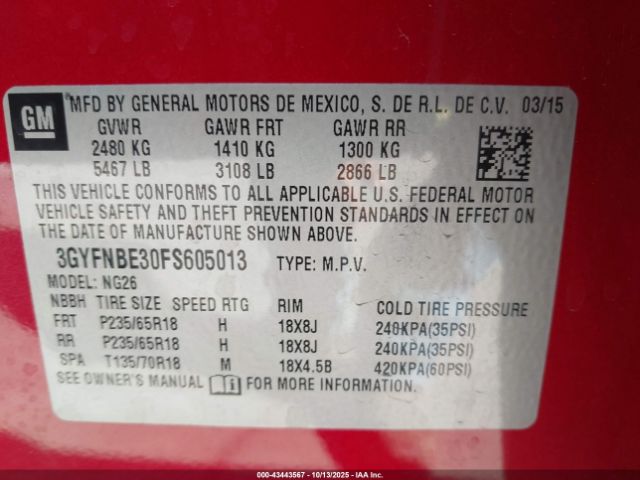 GM ® MFD BY GENERAL MOTORS DE MEXICO, S. DE R.L. DE C.V. 03/15
GVWR GAWR FRT GAWR RR
2480 KG 1410 KG 1300 KG
5467 LB 3108 LB 2866 LB
THIS VEHICLE CONFORMS TO ALL APPLICABLE U.S. FEDERAL MOTOR
VEHICLE SAFETY AND THEFT PREVENTION STANDARDS IN EFFECT ON
THE DATE OF MANUFACTURE SHOWN ABOVE.
3GYFNBE30FS605013 TYPE: M.P.V.
MODEL: NG26
NBBH TIRE SIZE SPEED RTG RIM COLD TIRE PRESSURE
FRT P235/65R18 H 18X8J 240KPA(35PSI)
RR P235/65R18 H 18X8J 240KPA(35PSI)
SPA T135/70R18 M 18X4.5B 420KPA(60PSI)
SEE OWNER'S MANUAL i FOR MORE INFORMATION.
000-43443567 - 10/13/2025 - IAA, Inc.